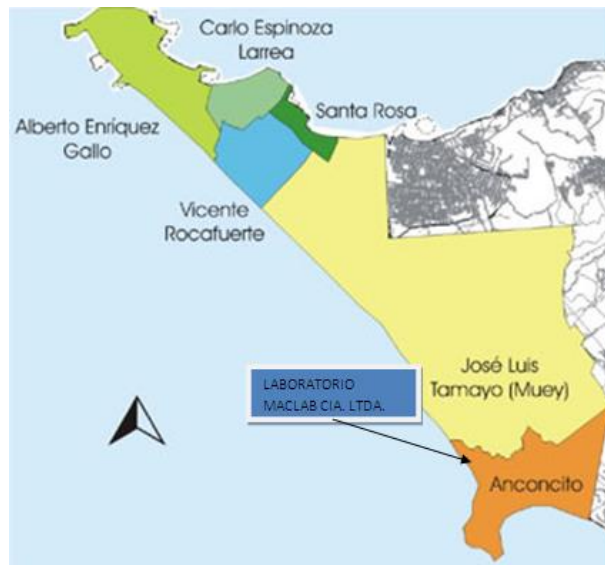 Carlo Espinoza
Larrea
Santa Rosa
Alberto Enríquez
Gallo
Vicente
Rocafuerte
José Luis
Tamayo (Muey)
LABORATORIO
MACLAB CIA. LTDA.
Anconcito